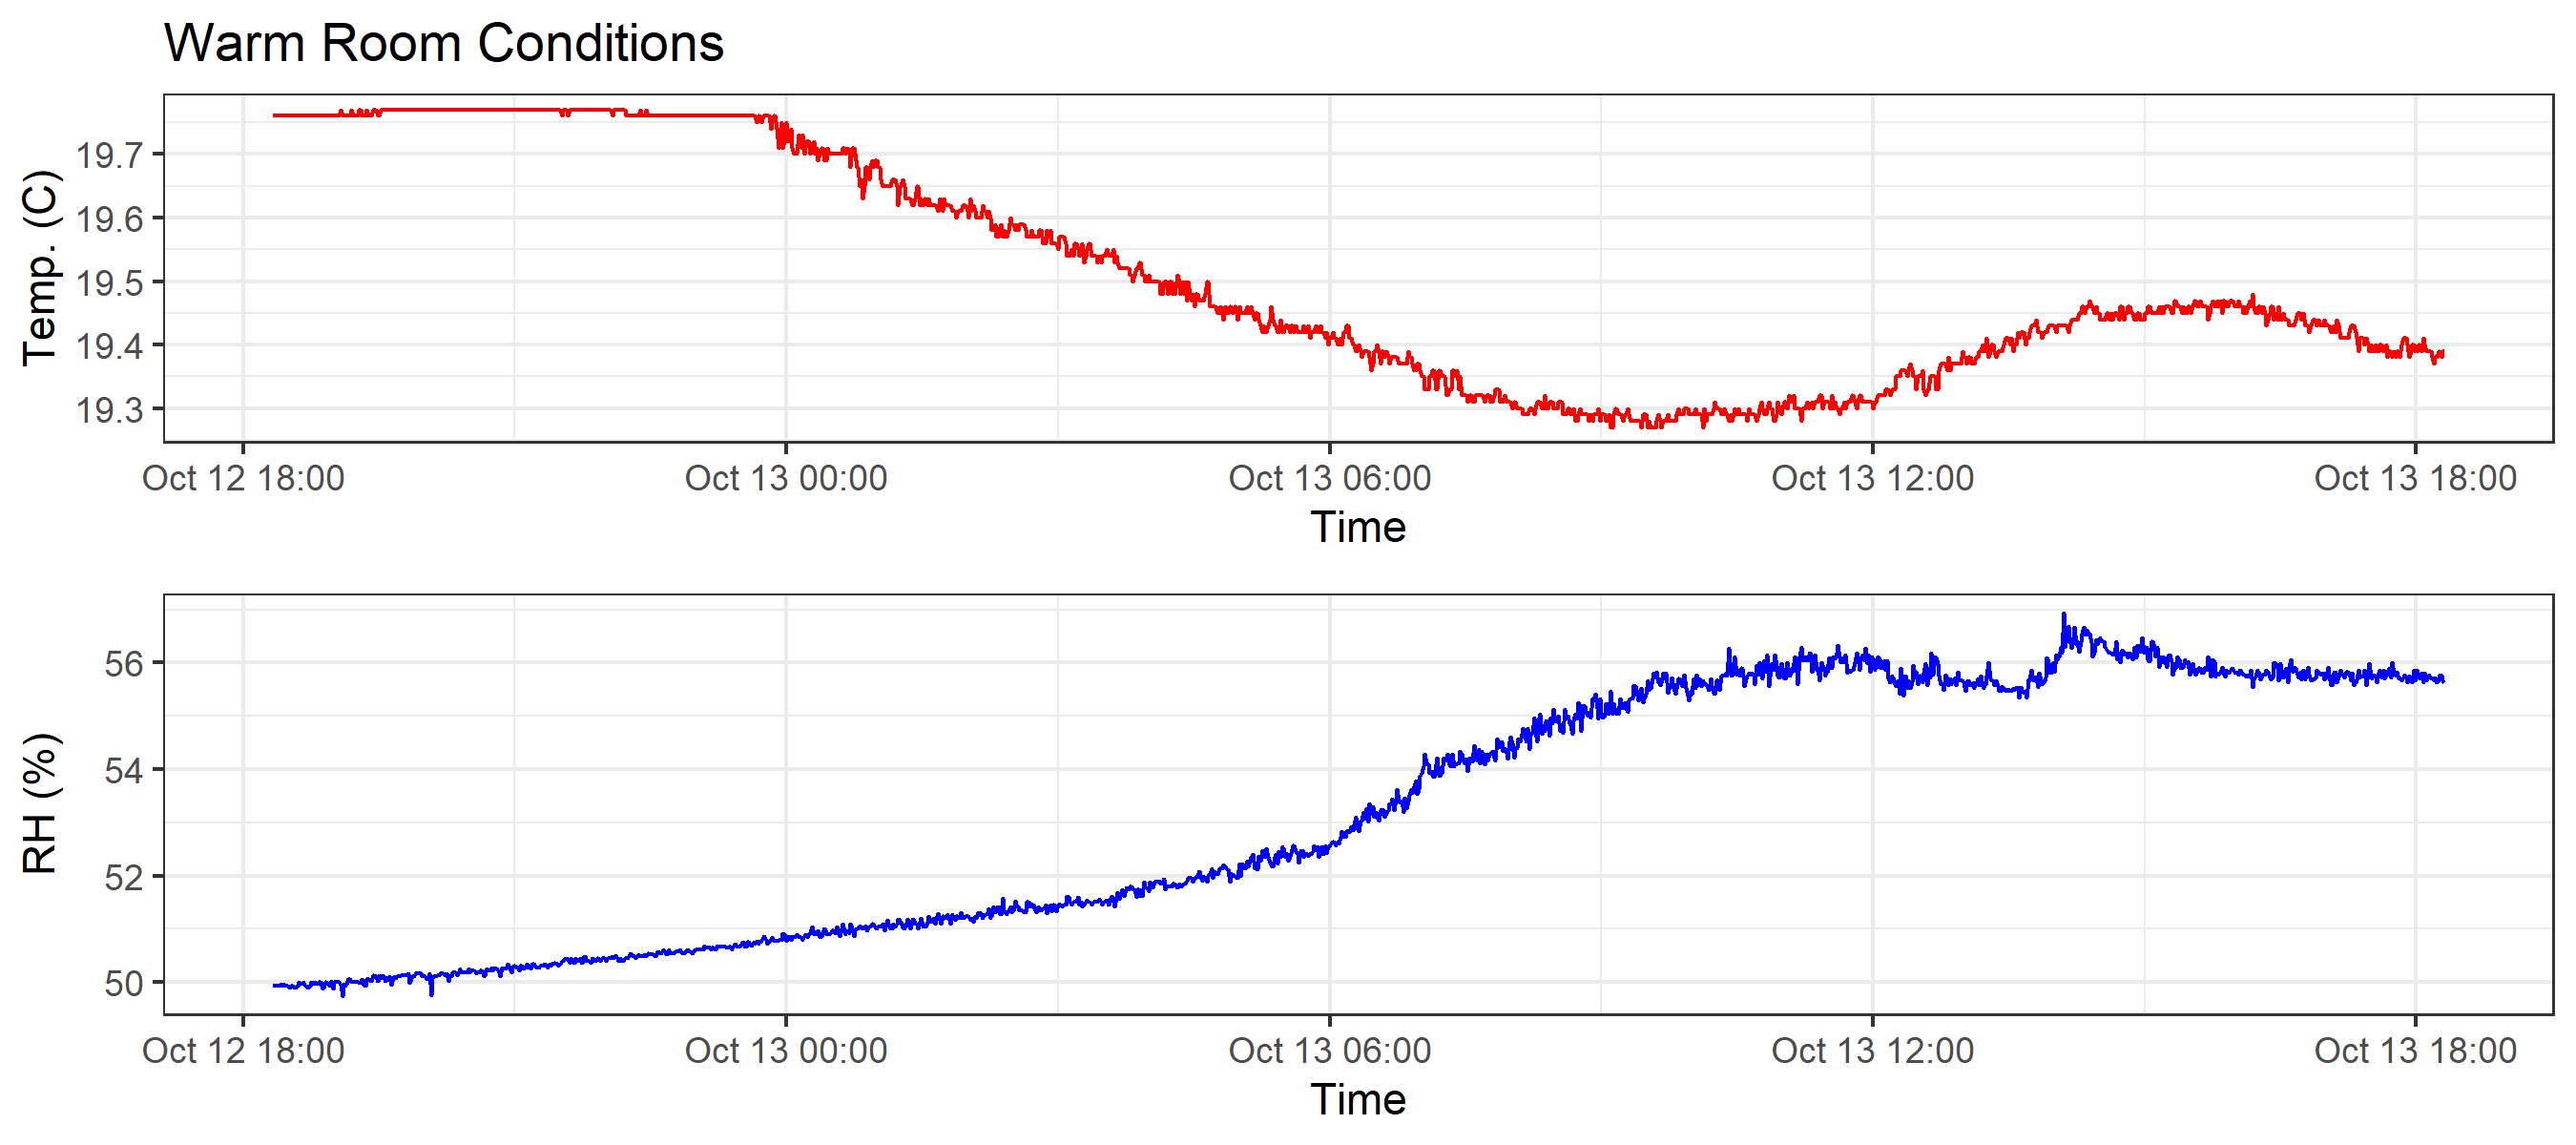 Warm Room Conditions
Temp. (C)
19.7
19.6
19.5
19.4
19.3
Oct 12 18:00 Oct 13 00:00 Oct 13 06:00 Oct 13 12:00 Oct 13 18:00
Time
RH (%)
56
54
52
50
Oct 12 18:00 Oct 13 00:00 Oct 13 06:00 Oct 13 12:00 Oct 13 18:00
Time